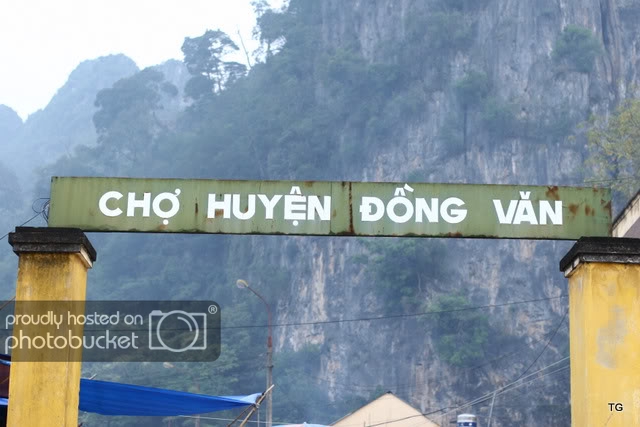 CHỢ HUYỆN ĐỒNG VĂN
proudly hosted on
photobucket
TG